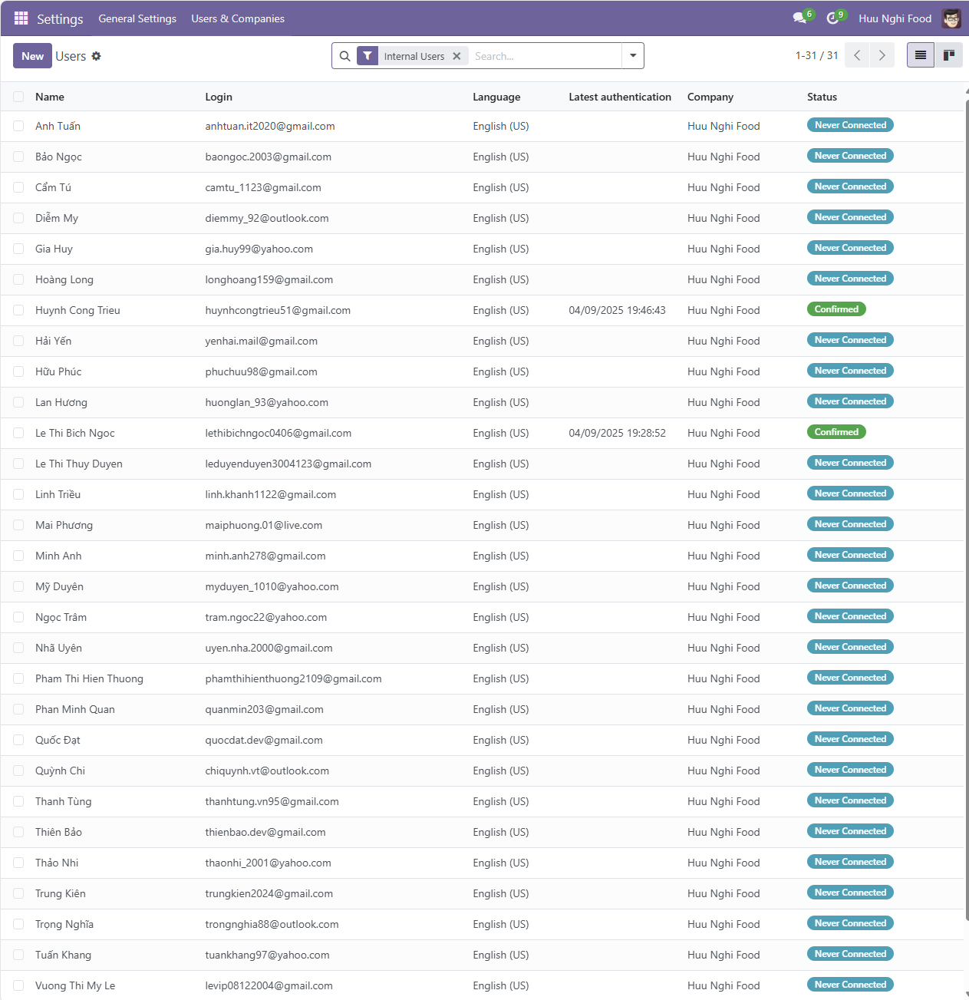 Settings General Settings Users & Companies 6 9 Huu Nghi Food
New Users Internal Users Search... 1-31 / 31
Name Login Language Latest authentication Company Status
Anh Tuấn anhtuan.it2020@gmail.com English (US) Huu Nghi Food Never Connected
Bảo Ngọc baongoc.2003@gmail.com English (US) Huu Nghi Food Never Connected
Cẩm Tú camtu_1123@gmail.com English (US) Huu Nghi Food Never Connected
Diễm My diemmy_92@outlook.com English (US) Huu Nghi Food Never Connected
Gia Huy gia.huy99@yahoo.com English (US) Huu Nghi Food Never Connected
Hoàng Long longhoang159@gmail.com English (US) Huu Nghi Food Never Connected
Huynh Cong Trieu huynhcongtrieu51@gmail.com English (US) 04/09/2025 19:46:43 Huu Nghi Food Confirmed
Hải Yến yenhai.mail@gmail.com English (US) Huu Nghi Food Never Connected
Hữu Phúc phuchuu98@gmail.com English (US) Huu Nghi Food Never Connected
Lan Hương huonglan_93@yahoo.com English (US) Huu Nghi Food Never Connected
Le Thi Bich Ngoc lethibichngoc0406@gmail.com English (US) 04/09/2025 19:28:52 Huu Nghi Food Confirmed
Le Thi Thuy Duyen leduyenduyen3004123@gmail.com English (US) Huu Nghi Food Never Connected
Linh Triều linh.khanh1122@gmail.com English (US) Huu Nghi Food Never Connected
Mai Phương maiphuong.01@live.com English (US) Huu Nghi Food Never Connected
Minh Anh minh.anh278@gmail.com English (US) Huu Nghi Food Never Connected
Mỹ Duyên myduyen_1010@yahoo.com English (US) Huu Nghi Food Never Connected
Ngọc Trâm tram.ngoc22@yahoo.com English (US) Huu Nghi Food Never Connected
Nhã Uyên uyen.nha.2000@gmail.com English (US) Huu Nghi Food Never Connected
Pham Thi Hien Thuong phamthihienthuong2109@gmail.com English (US) Huu Nghi Food Never Connected
Phan Minh Quan quanmin203@gmail.com English (US) Huu Nghi Food Never Connected
Quốc Đạt quocdat.dev@gmail.com English (US) Huu Nghi Food Never Connected
Quỳnh Chi chiquynh.vt@outlook.com English (US) Huu Nghi Food Never Connected
Thanh Tùng thanhtung.vn95@gmail.com English (US) Huu Nghi Food Never Connected
Thiên Bảo thienbao.dev@gmail.com English (US) Huu Nghi Food Never Connected
Thảo Nhi thaonhi_2001@yahoo.com English (US) Huu Nghi Food Never Connected
Trung Kiên trungkien2024@gmail.com English (US) Huu Nghi Food Never Connected
Trọng Nghĩa trongnghia88@outlook.com English (US) Huu Nghi Food Never Connected
Tuấn Khang tuankhang97@yahoo.com English (US) Huu Nghi Food Never Connected
Vuong Thi My Le levip08122004@gmail.com English (US) Huu Nghi Food Never Connected